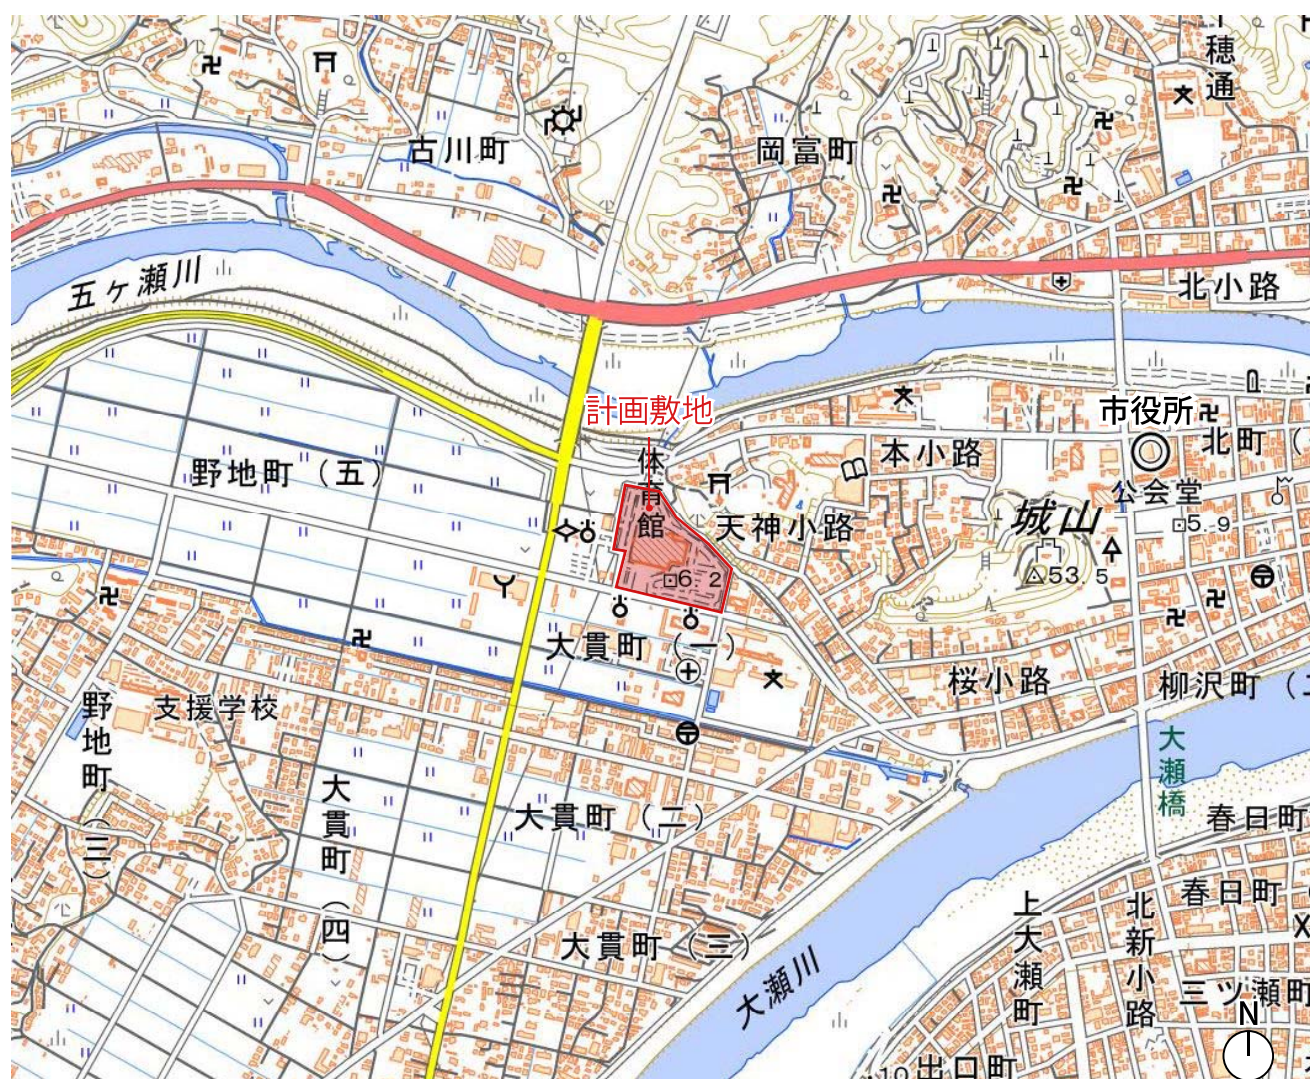 穂通
古川町
岡富町
五ヶ瀬川
北小路
計画敷地
市役所
体育館
本小路
北町（
野地町（五）
公会堂
天神小路
城山
5.9
6.2
53.5
大貫町（一）
桜小路
柳沢町（
支援学校
野地町（三）
大瀬橋
大貫町（四）
大貫町（二）
春日町
春日町
上大瀬町
北新小路
大貫町（三）
大瀬川
三ツ瀬町
N
出口町
.10